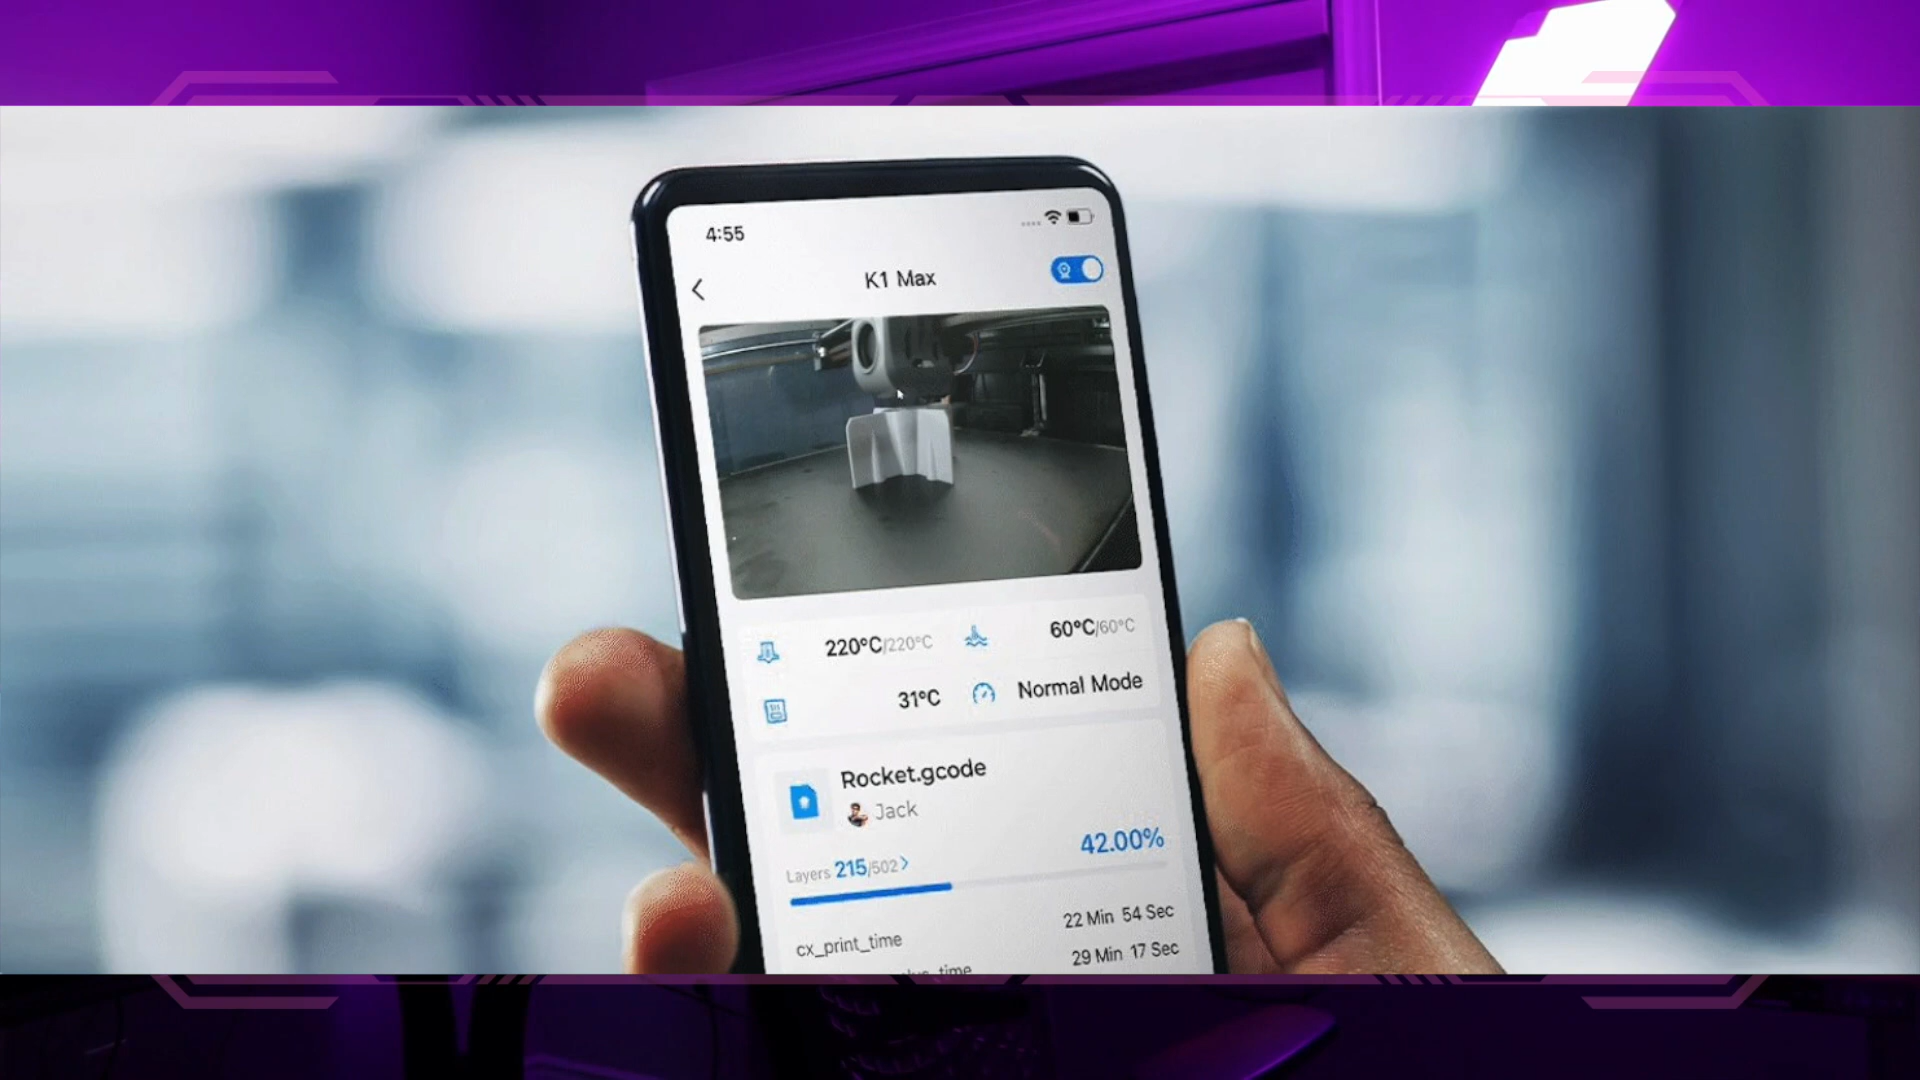 4:55
K1 Max
220°C/220°C
60°C/60°C
31°C
Normal Mode
Rocket.gcode
Jack
42.00%
Layers 215/502>
22 Min 54 Sec
cx_print_time
29 Min 17 Sec
time